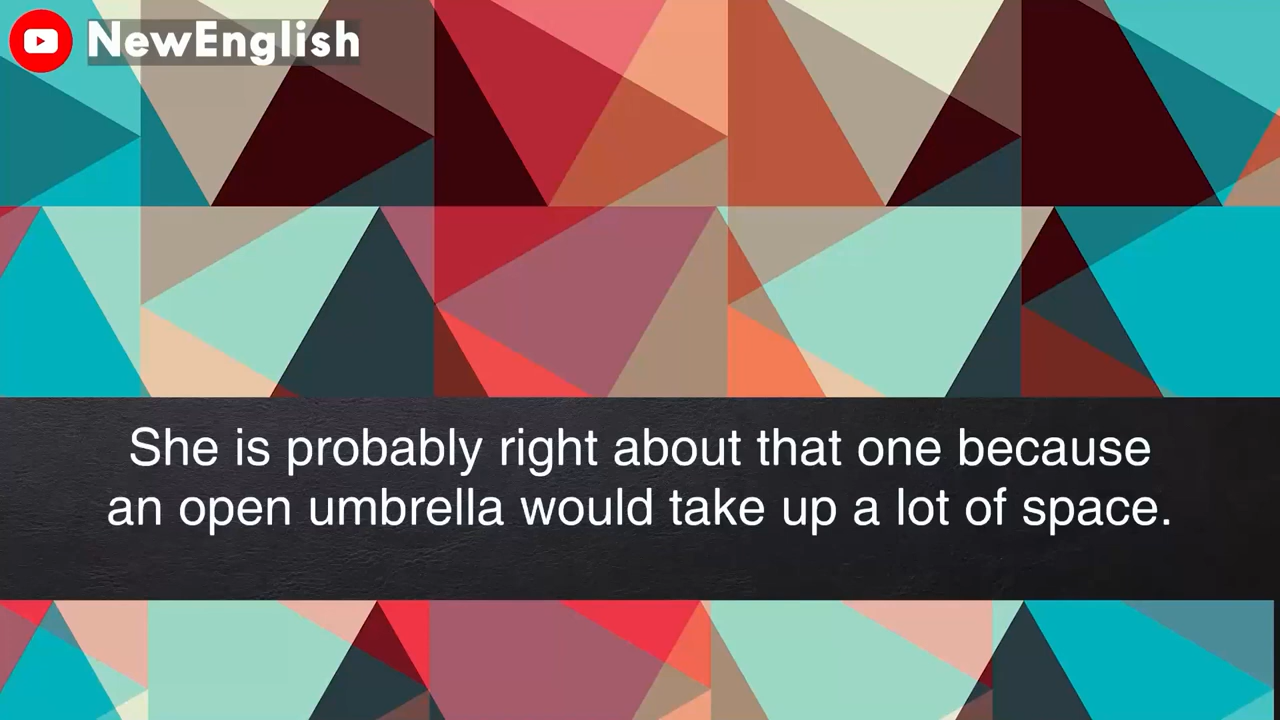 NewEnglish
She is probably right about that one because
an open umbrella would take up a lot of space.